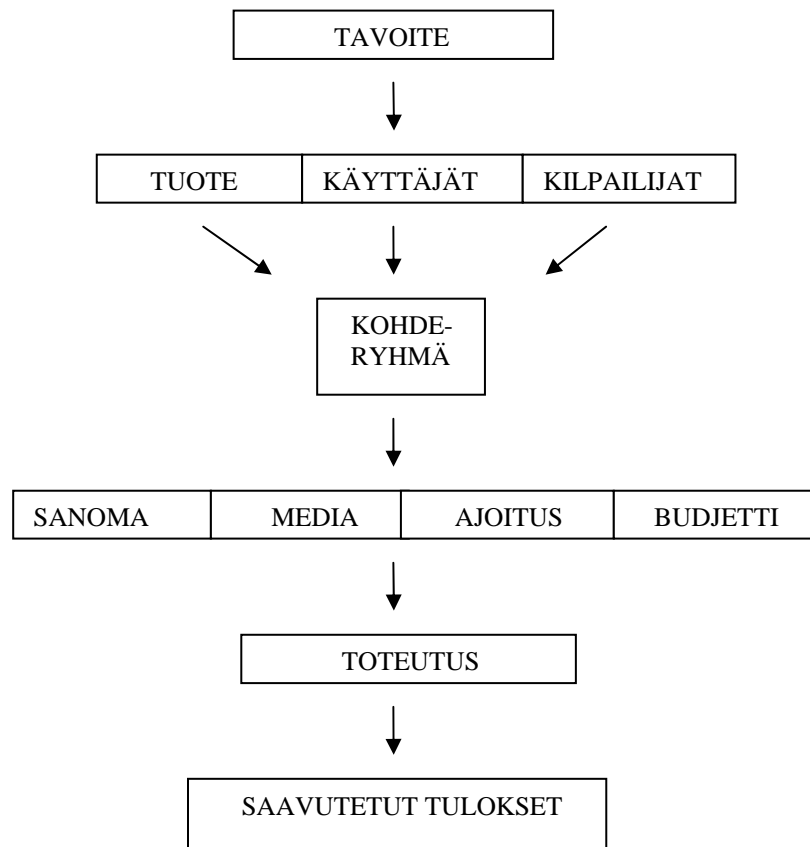 TAVOITE
TUOTE KÄYTTÄJÄT KILPAILIJAT
KOHDE-
RYHMÄ
SANOMA MEDIA AJOITUS BUDJETTI
TOTEUTUS
SAAVUTETUT TULOKSET